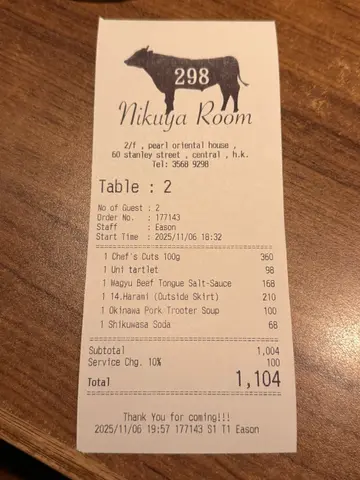 298
Nikuya Room
2/f , pearl oriental house ,
60 stanley street , central , h.k.
Tel: 3568 9298
Table : 2
No of Guest : 2
Order No. : 177143
Staff : Eason
Start Time : 2025/11/06 18:32
1 Chef's Cuts 100g 360
1 Uni tartlet 98
1 Wagyu Beef Tongue Salt-Sauce 168
1 14.Harami (Outside Skirt) 210
1 Okinawa Pork Trooter Soup 100
1 Shikuwasa Soda 68
Subtotal 1,004
Service Chg. 10% 100
Total 1,104
Thank You for coming!!!
2025/11/06 19:57 177143 S1 T1 Eason